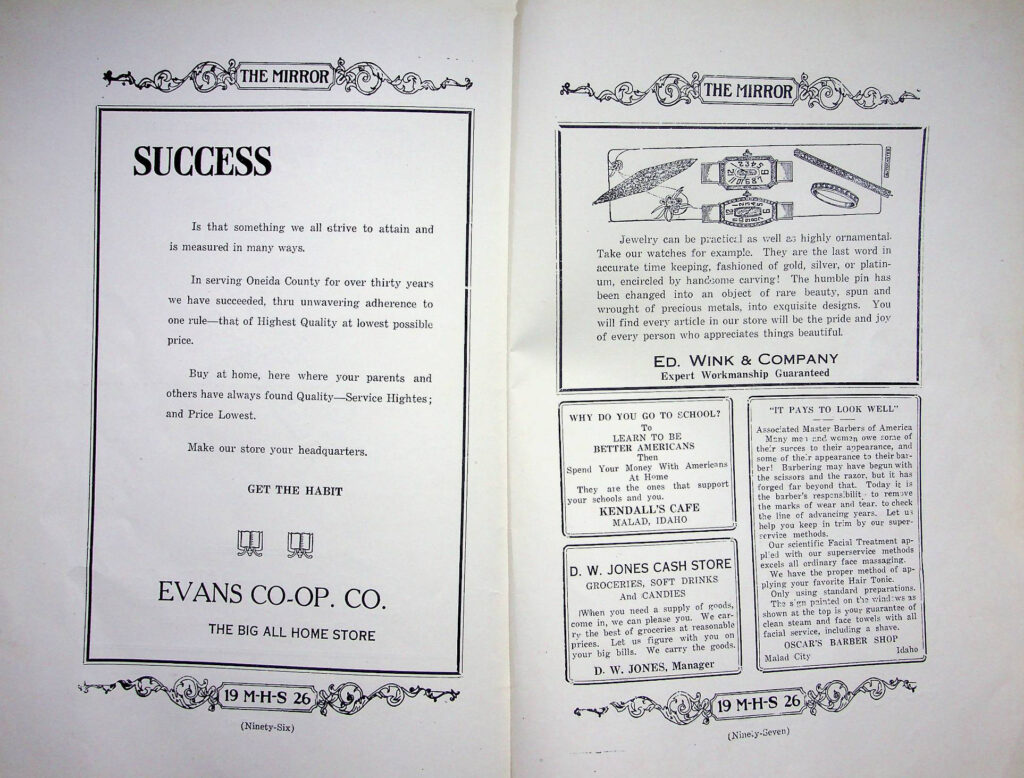 THE MIRROR
SUCCESS
Is that something we all strive to attain and
is measured in many ways.
In serving Oneida County for over thirty years
we have succeeded, thru unwavering adherence to
one rule—that of Highest Quality at lowest possible
price.
Buy at home, here where your parents and
others have always found Quality—Service Hightes;
and Price Lowest.
Make our store your headquarters.
GET THE HABIT
EVANS CO-OP. CO.
THE BIG ALL HOME STORE
19 M-H-S 26
(Ninety-Six)
THE MIRROR
Jewelry can be practical as well as highly ornamental.
Take our watches for example. They are the last word in
accurate time keeping, fashioned of gold, silver, or platin-
um, encircled by handsome carving! The humble pin has
been changed into an object of rare beauty, spun and
wrought of precious metals, into exquisite designs. You
will find every article in our store will be the pride and joy
of every person who appreciates things beautiful.
ED. WINK & COMPANY
Expert Workmanship Guaranteed
WHY DO YOU GO TO SCHOOL?
To
LEARN TO BE
BETTER AMERICANS
Then
Spend Your Money With Americans
At Home
They are the ones that support
your schools and you.
KENDALL'S CAFE
MALAD, IDAHO
D. W. JONES CASH STORE
GROCERIES, SOFT DRINKS
And CANDIES
When you need a supply of goods,
come in, we can please you. We car-
ry the best of groceries at reasonable
prices. Let us figure with you on
your big bills. We carry the goods.
D. W. JONES, Manager
"IT PAYS TO LOOK WELL"
Associated Master Barbers of America
Many men and women owe some of
their succes to their appearance, and
some of their appearance to their bar-
ber! Barbering may have begun with
the scissors and the razor, but it has
forged far beyond that. Today it is
the barber's responsibilit to remove
the marks of wear and tear. to check
the line of advancing years. Let us
help you keep in trim by our super-
service methods.
Our scientific Facial Treatment ap-
plied with our superservice methods
excels all ordinary face massaging.
We have the proper method of ap-
plying your favorite Hair Tonic.
Only using standard preparations.
The sign painted on the windows as
shown at the top is your guarantee of
clean steam and face towels with all
facial service, including a shave.
OSCAR'S BARBER SHOP
Malad City Idaho
19 M-H-S 26
(Ninety-Seven)